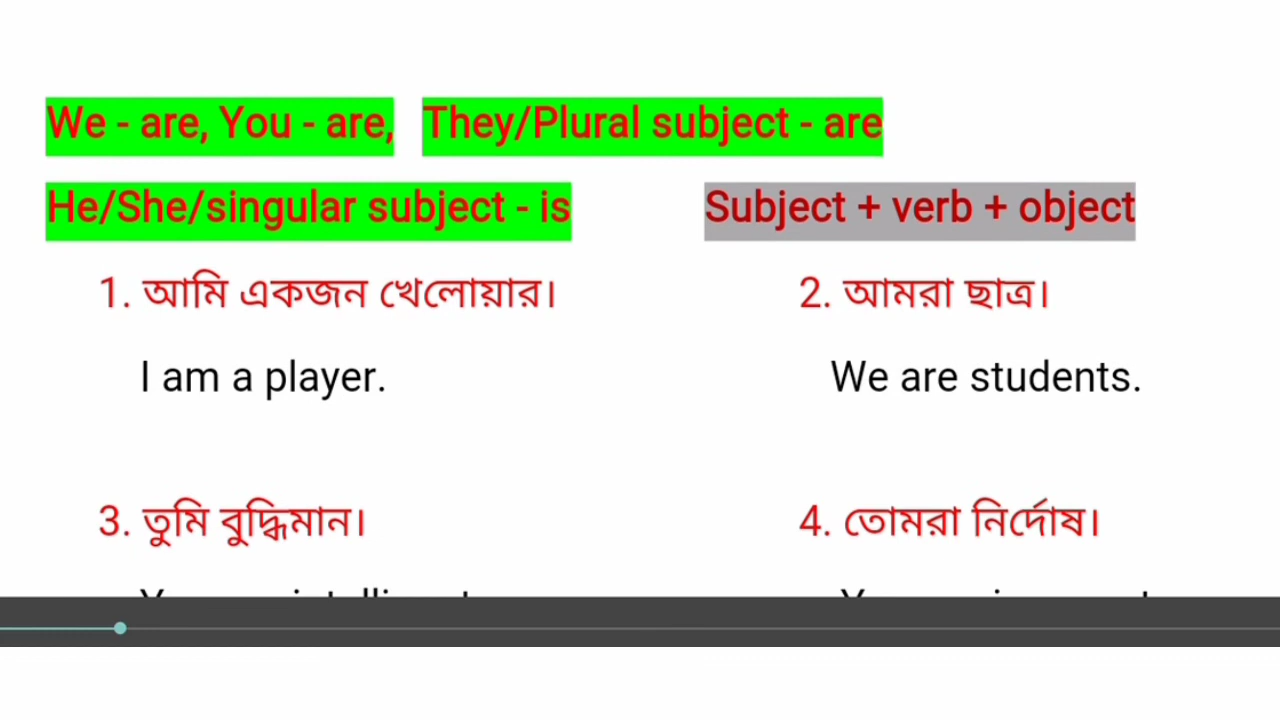 We - are, You - are, They/Plural subject - are
He/She/singular subject - is Subject + verb + object
1. আমি একজন খেলোয়ার। 2. আমরা ছাত্র।
I am a player. We are students.
3. তুমি বুদ্ধিমান। 4. তোমরা নির্দোষ।